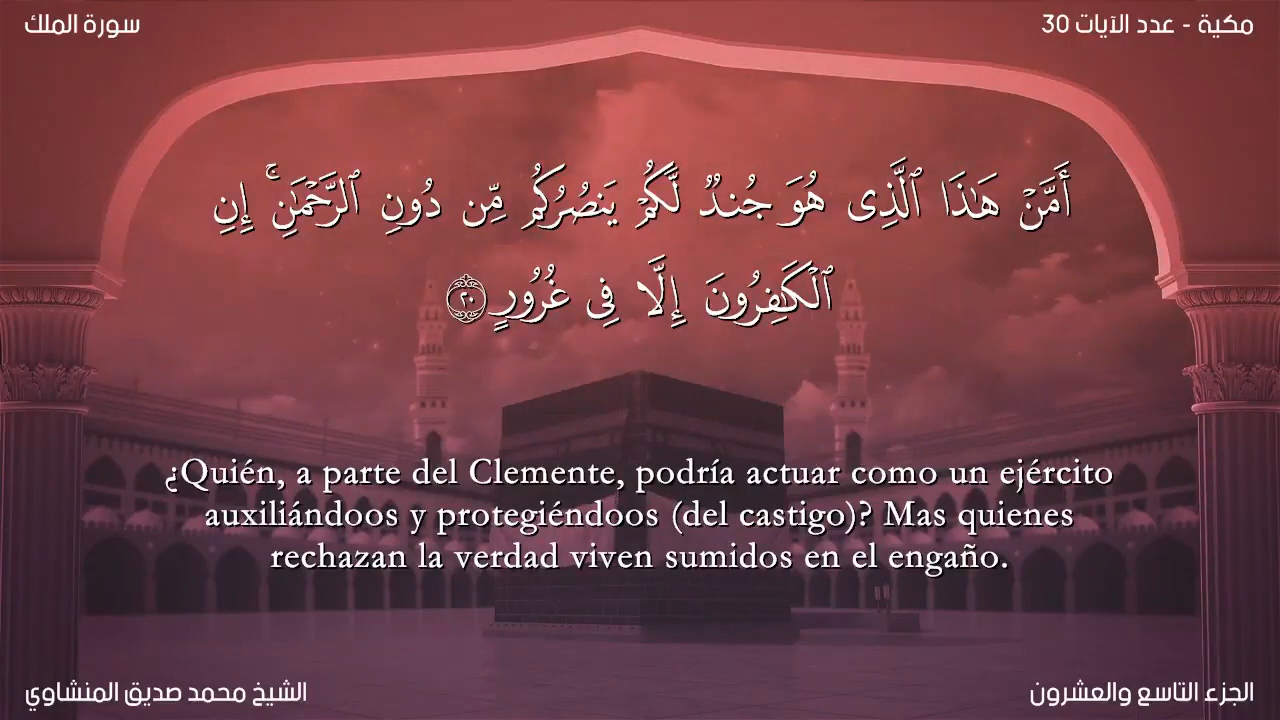 سورة الملك
مكية - عدد الآيات 30
أَمَّنْ هَٰذَا ٱلَّذِى هُوَ جُندٌ لَّكُمْ يَنصُرُكُم مِّن دُونِ ٱلرَّحْمَٰنِ ۚ إِنِ
ٱلْكَٰفِرُونَ إِلَّا فِى غُرُورٍ ٢٠
¿Quién, a parte del Clemente, podría actuar como un ejército
auxiliándoos y protegiéndoos (del castigo)? Mas quienes
rechazan la verdad viven sumidos en el engaño.
الشيخ محمد صديق المنشاوي
الجزء التاسع والعشرون